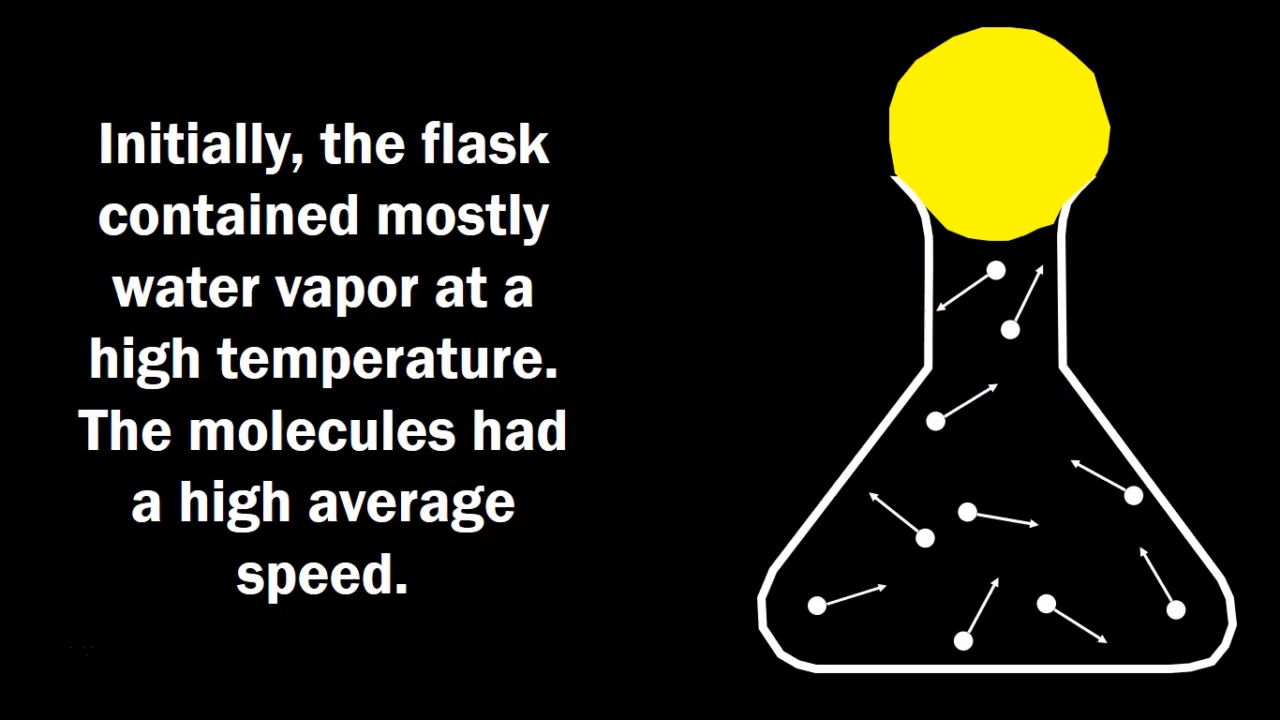 Initially, the flask
contained mostly
water vapor at a
high temperature.
The molecules had
a high average
speed.